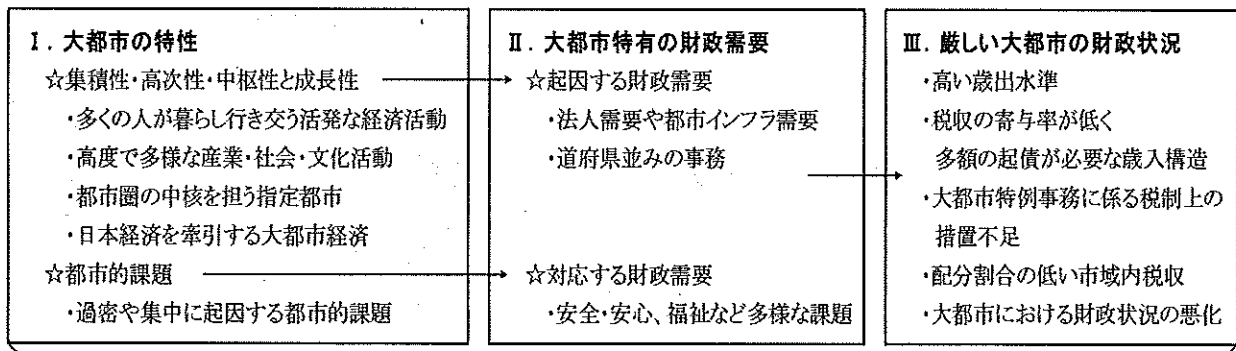 Ⅰ．大都市の特性
☆集積性・高次性・中枢性と成長性
・多くの人が暮らし行き交う活発な経済活動
・高度で多様な産業・社会・文化活動
・都市圏の中核を担う指定都市
・日本経済を牽引する大都市経済
☆都市的課題
・過密や集中に起因する都市的課題
Ⅱ．大都市特有の財政需要
☆起因する財政需要
・法人需要や都市インフラ需要
・道府県並みの事務
☆対応する財政需要
・安全・安心、福祉など多様な課題
Ⅲ．厳しい大都市の財政状況
・高い歳出水準
・税収の寄与率が低く
多額の起債が必要な歳入構造
・大都市特例事務に係る税制上の
措置不足
・配分割合の低い市域内税収
・大都市における財政状況の悪化